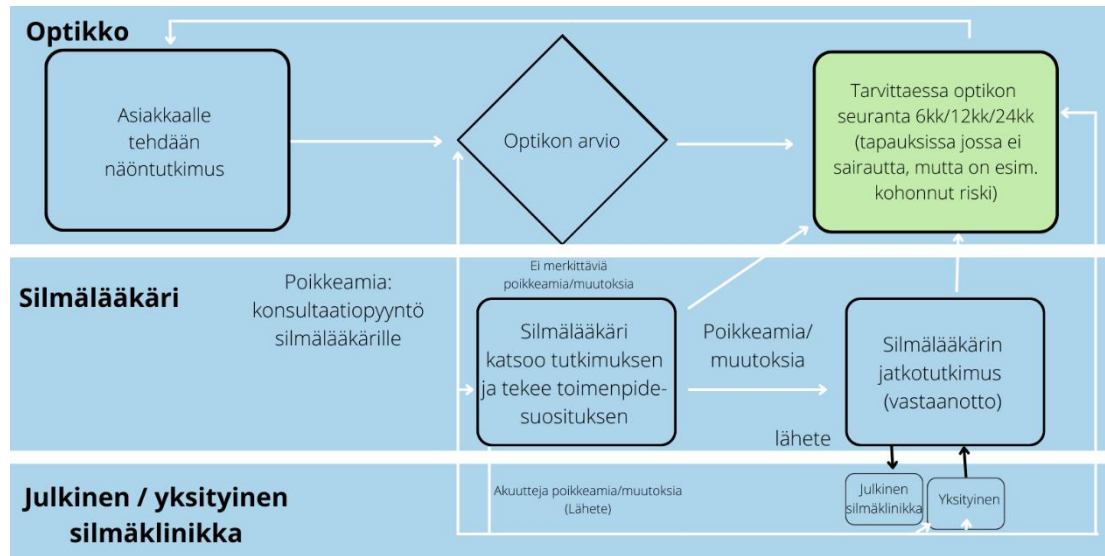 Optikko
Asiakkaalle
tehdään
näöntutkimus
Optikon arvio
Tarvittaessa optikon
seuranta 6kk/12kk/24kk
(tapauksissa jossa ei
sairautta, mutta on esim.
kohonnut riski)
Silmälääkäri
Poikkeamia:
konsultaatiopyyntö
silmälääkärille
Ei merkittäviä
poikkeamia/muutoksia
Silmälääkäri
katsoo tutkimuksen
ja tekee toimenpide-
suosituksen
Poikkeamia/
muutoksia
Silmälääkärin
jatkotutkimus
(vastaanotto)
lähete
Julkinen / yksityinen
silmäklinikka
Akuutteja poikkeamia/muutoksia
(Lähete)
Julkinen
silmäklinikka
Yksityinen